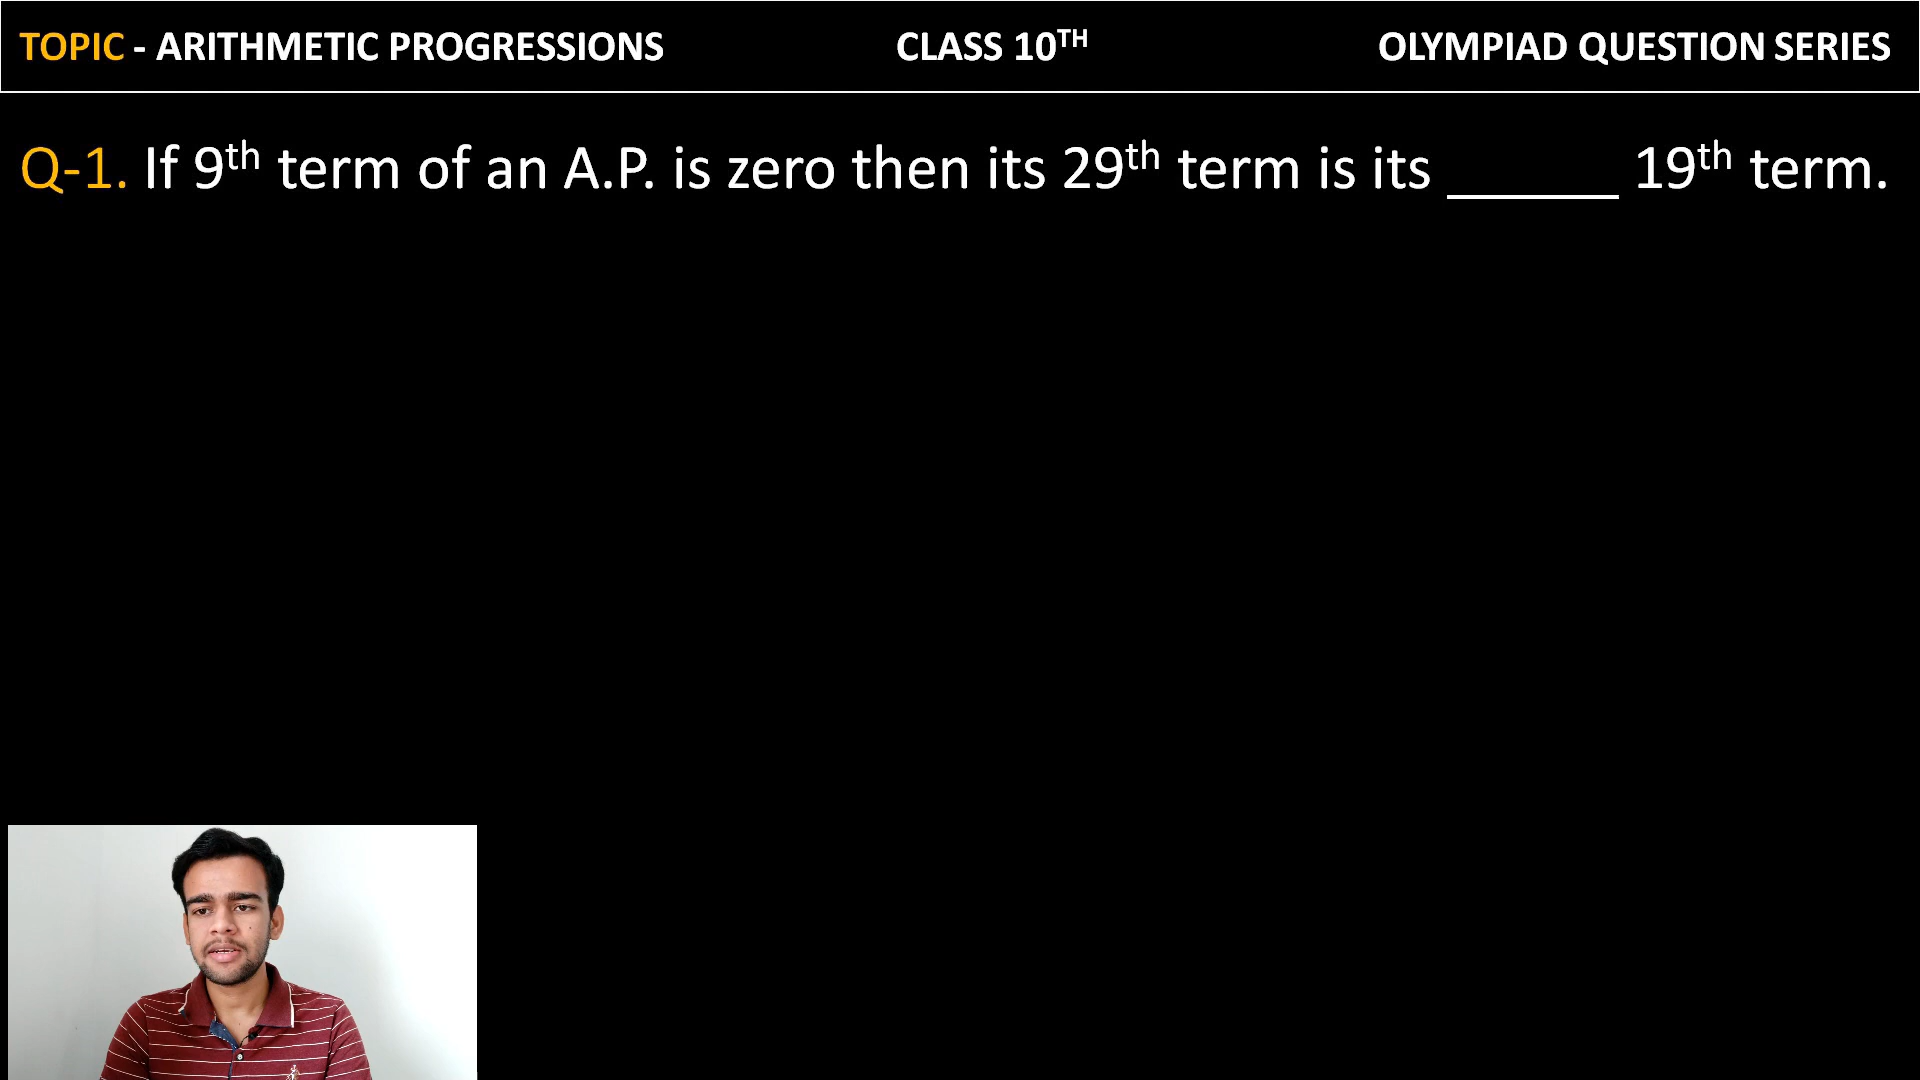 TOPIC - ARITHMETIC PROGRESSIONS CLASS 10TH OLYMPIAD QUESTION SERIES
Q-1. If 9th term of an A.P. is zero then its 29th term is its ______ 19th term.